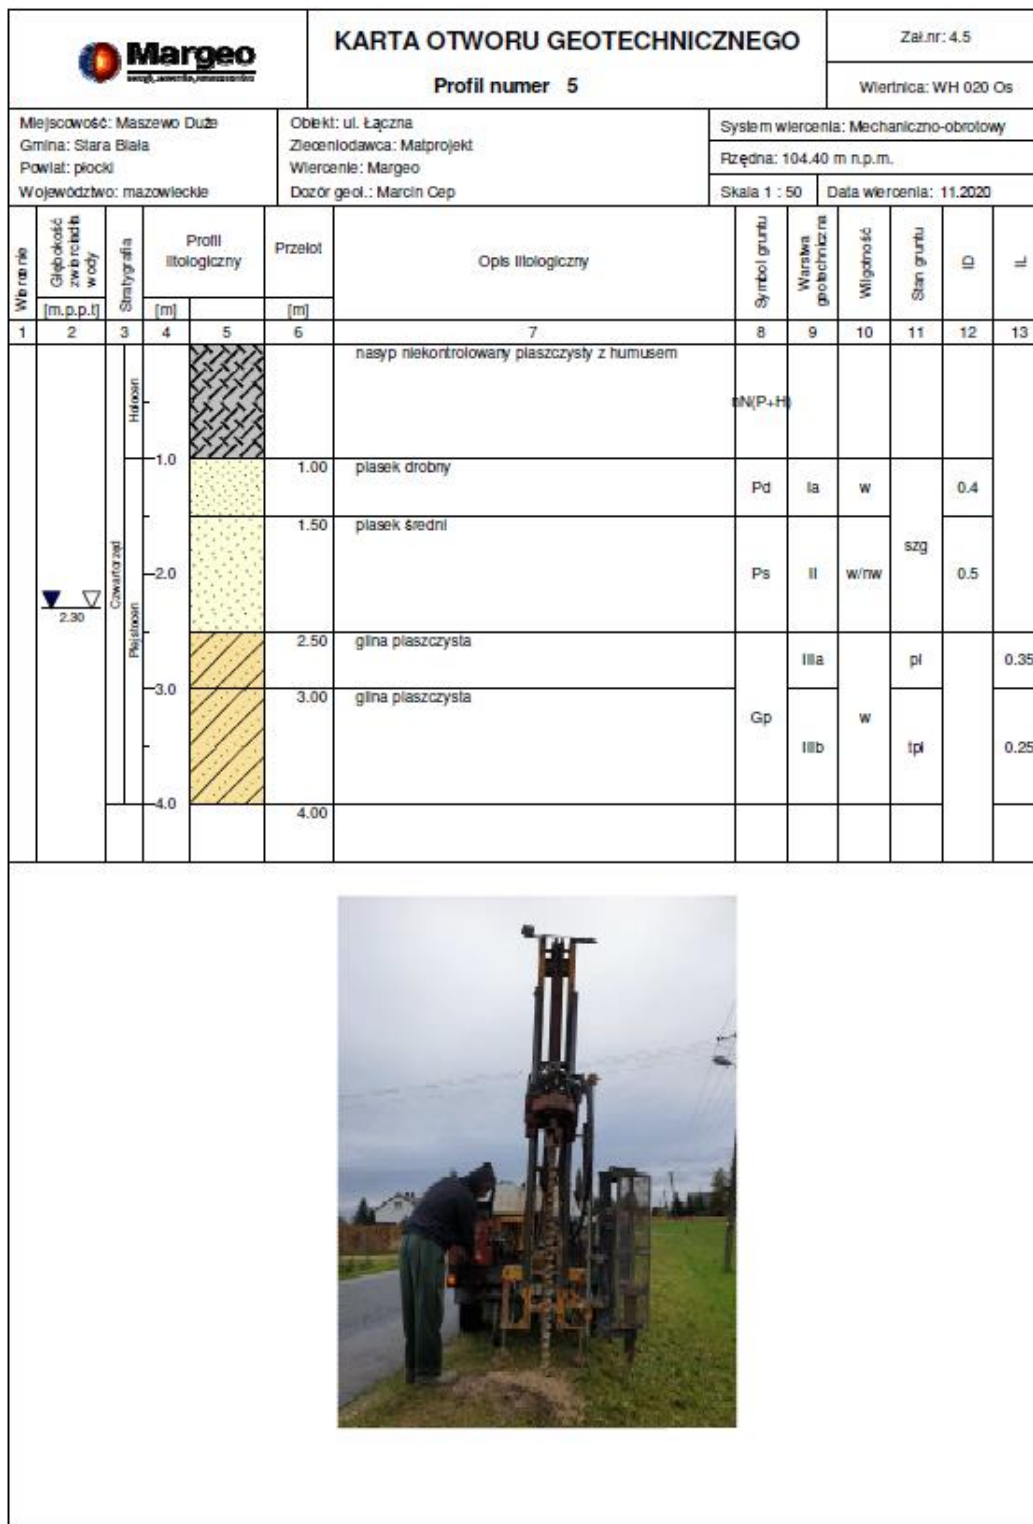 Margeo
KARTA OTWORU GEOTECHNICZNEGO
Profil numer 5
Zał.nr: 4.5
Wiertnica: WH 020 Os
Miejscowość: Maszewo Duże
Gmina: Stara Biała
Powiat: płocki
Województwo: mazowieckie
Obiekt: ul. Łączna
Zleceniodawca: Matprojekt
Wiercenie: Margeo
Dozór geol.: Marcin Cep
System wiercenia: Mechaniczno-obrotowy
Rzędna: 104.40 m n.p.m.
Skala 1 : 50 Data wiercenia: 11.2020
Wiercenie
Głębokość
zwierciadła
wody
[m.p.p.t]
Stratygrafia
Profil
litologiczny
[m]
Przelot
[m]
Opis litologiczny
Symbol gruntu
Warstwa
geotechniczna
Wilgotność
Stan gruntu
ID
IL
1 2 3 4 5 6 7 8 9 10 11 12 13
Holocen
nasyp niekontrolowany piaszczysty z humusem
nN(P+H)
1.0
1.00 piasek drobny
Pd Ia w 0.4
1.50 piasek średni
szg
Czwartorzęd
Plejstocen
2.0
Ps II w/nw 0.5
2.30
2.50 glina piaszczysta
IIIa pl 0.35
3.0
3.00 glina piaszczysta
Gp w
IIIb tpl 0.25
4.0
4.00